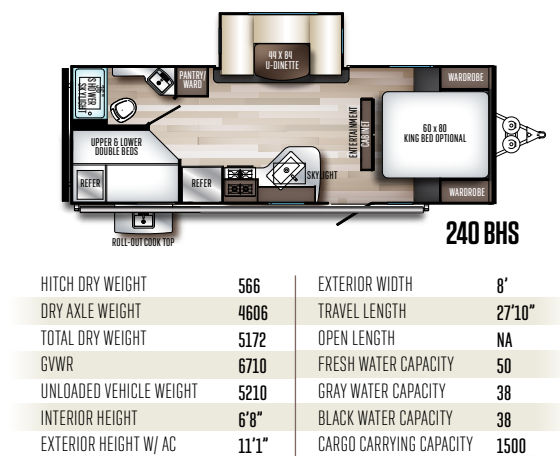 44 X 84
U-DINETTE
PANTRY/
WARD
SHOWER
SKYLIGHT
WARDROBE
UPPER & LOWER
DOUBLE BEDS
ENTERTAINMENT
CABINET
60 x 80
KING BED OPTIONAL
REFER
REFER
SKYLIGHT
WARDROBE
ROLL-OUT COOK TOP
240 BHS
HITCH DRY WEIGHT 566
DRY AXLE WEIGHT 4606
TOTAL DRY WEIGHT 5172
GVWR 6710
UNLOADED VEHICLE WEIGHT 5210
INTERIOR HEIGHT 6'8"
EXTERIOR HEIGHT W/ AC 11'1"
EXTERIOR WIDTH 8'
TRAVEL LENGTH 27'10"
OPEN LENGTH NA
FRESH WATER CAPACITY 50
GRAY WATER CAPACITY 38
BLACK WATER CAPACITY 38
CARGO CARRYING CAPACITY 1500